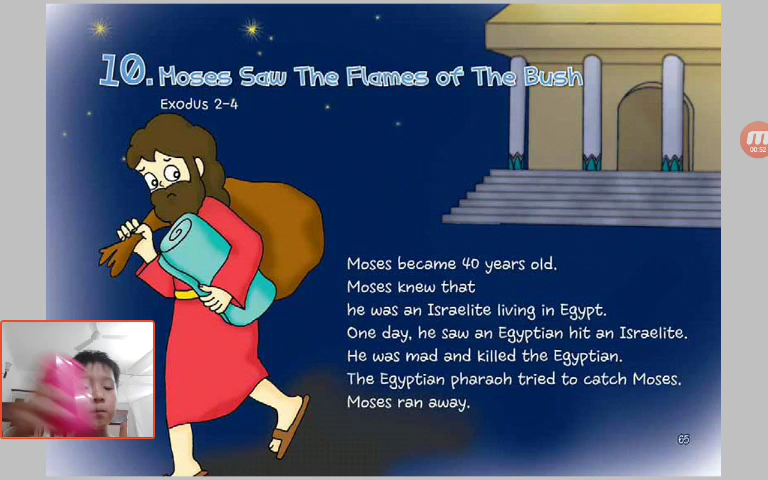 10. Moses Saw The Flames of The Bush
Exodus 2-4
Moses became 40 years old.
Moses knew that
he was an Israelite living in Egypt.
One day, he saw an Egyptian hit an Israelite.
He was mad and killed the Egyptian.
The Egyptian pharaoh tried to catch Moses.
Moses ran away.
65
00:52